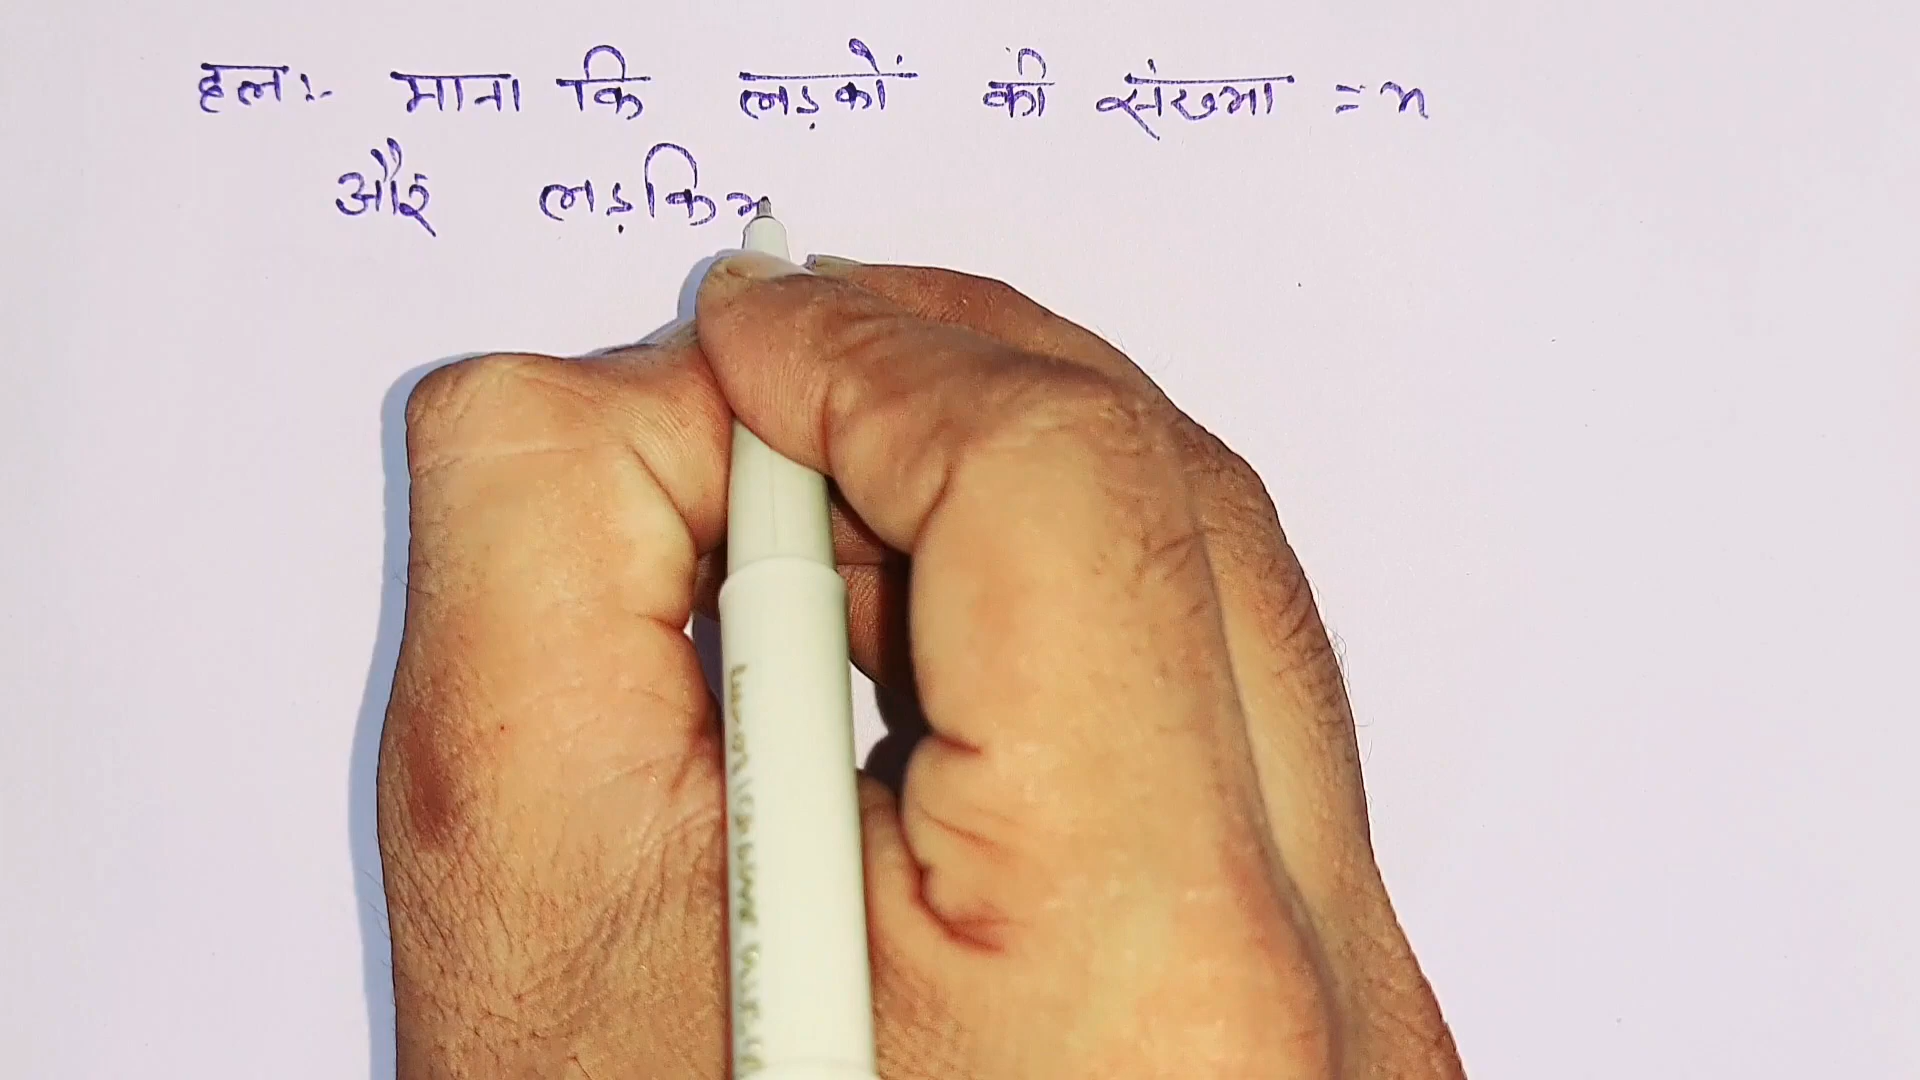 हल:- माना कि लड़कों की संख्या = x
और लड़किय